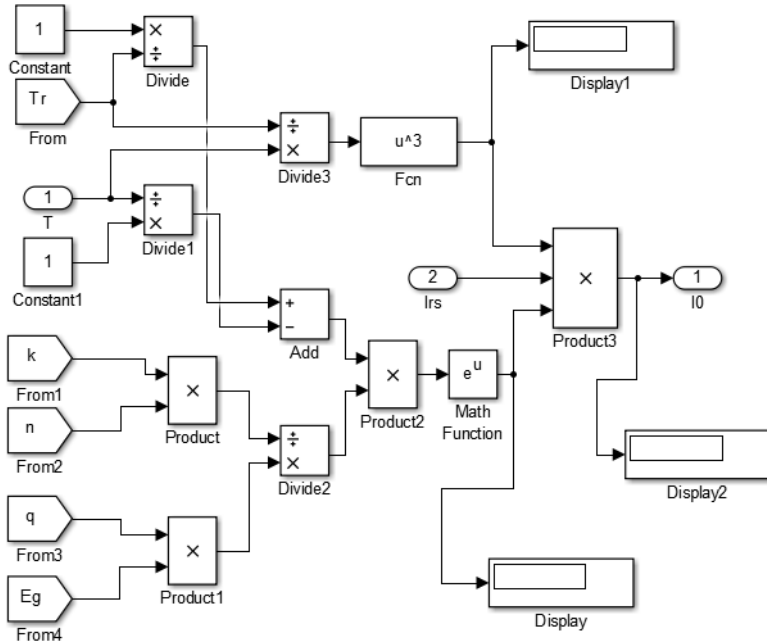 1
Constant
×
÷
Divide
Display1
Tr
From
÷
×
Divide3
u^3
Fcn
1
T
÷
×
Divide1
1
Constant1
2
Irs
×
Product3
1
I0
+
−
Add
k
From1
n
From2
×
Product
×
Product2
e^u
Math
Function
÷
×
Divide2
Display2
q
From3
Eg
From4
×
Product1
Display